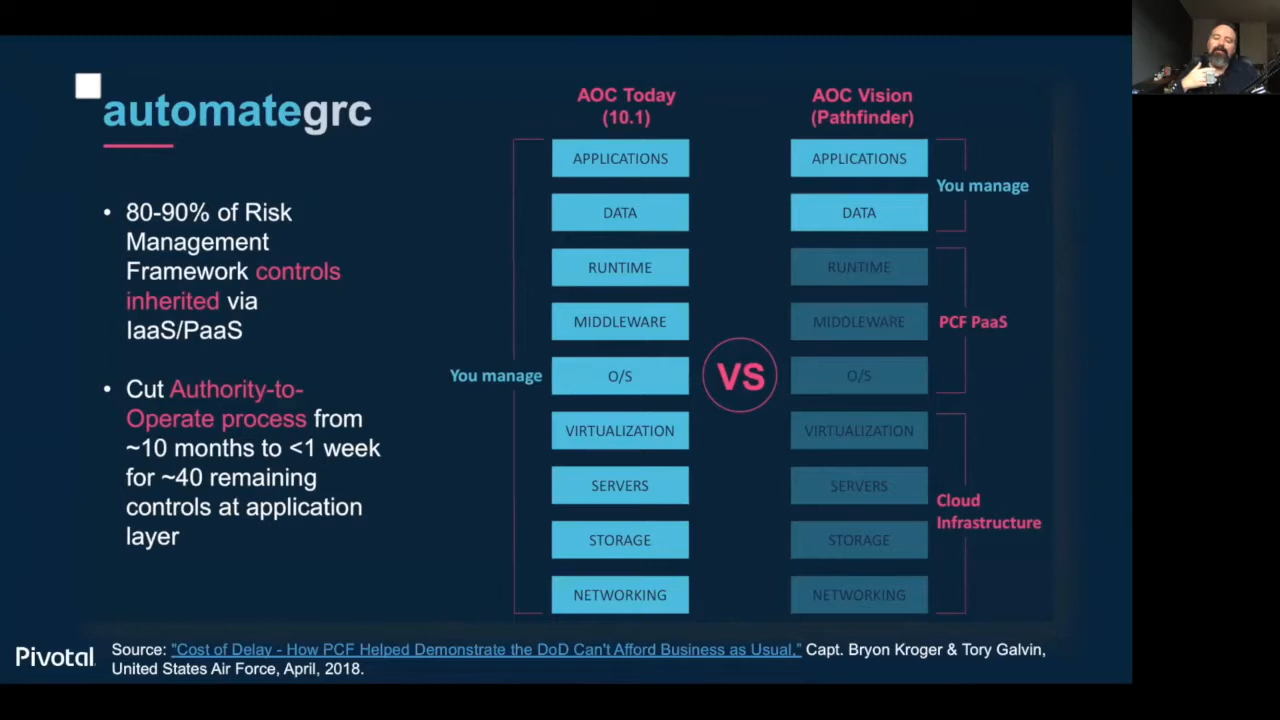 automategrc
• 80-90% of Risk
Management
Framework controls
inherited via
IaaS/PaaS
• Cut Authority-to-
Operate process from
~10 months to <1 week
for ~40 remaining
controls at application
layer
AOC Today
(10.1)
APPLICATIONS
DATA
RUNTIME
MIDDLEWARE
O/S
VIRTUALIZATION
SERVERS
STORAGE
NETWORKING
You manage
VS
AOC Vision
(Pathfinder)
APPLICATIONS
DATA
RUNTIME
MIDDLEWARE
O/S
VIRTUALIZATION
SERVERS
STORAGE
NETWORKING
You manage
PCF PaaS
Cloud
Infrastructure
Pivotal
Source: "Cost of Delay - How PCF Helped Demonstrate the DoD Can't Afford Business as Usual," Capt. Bryon Kroger & Tory Galvin,
United States Air Force, April, 2018.